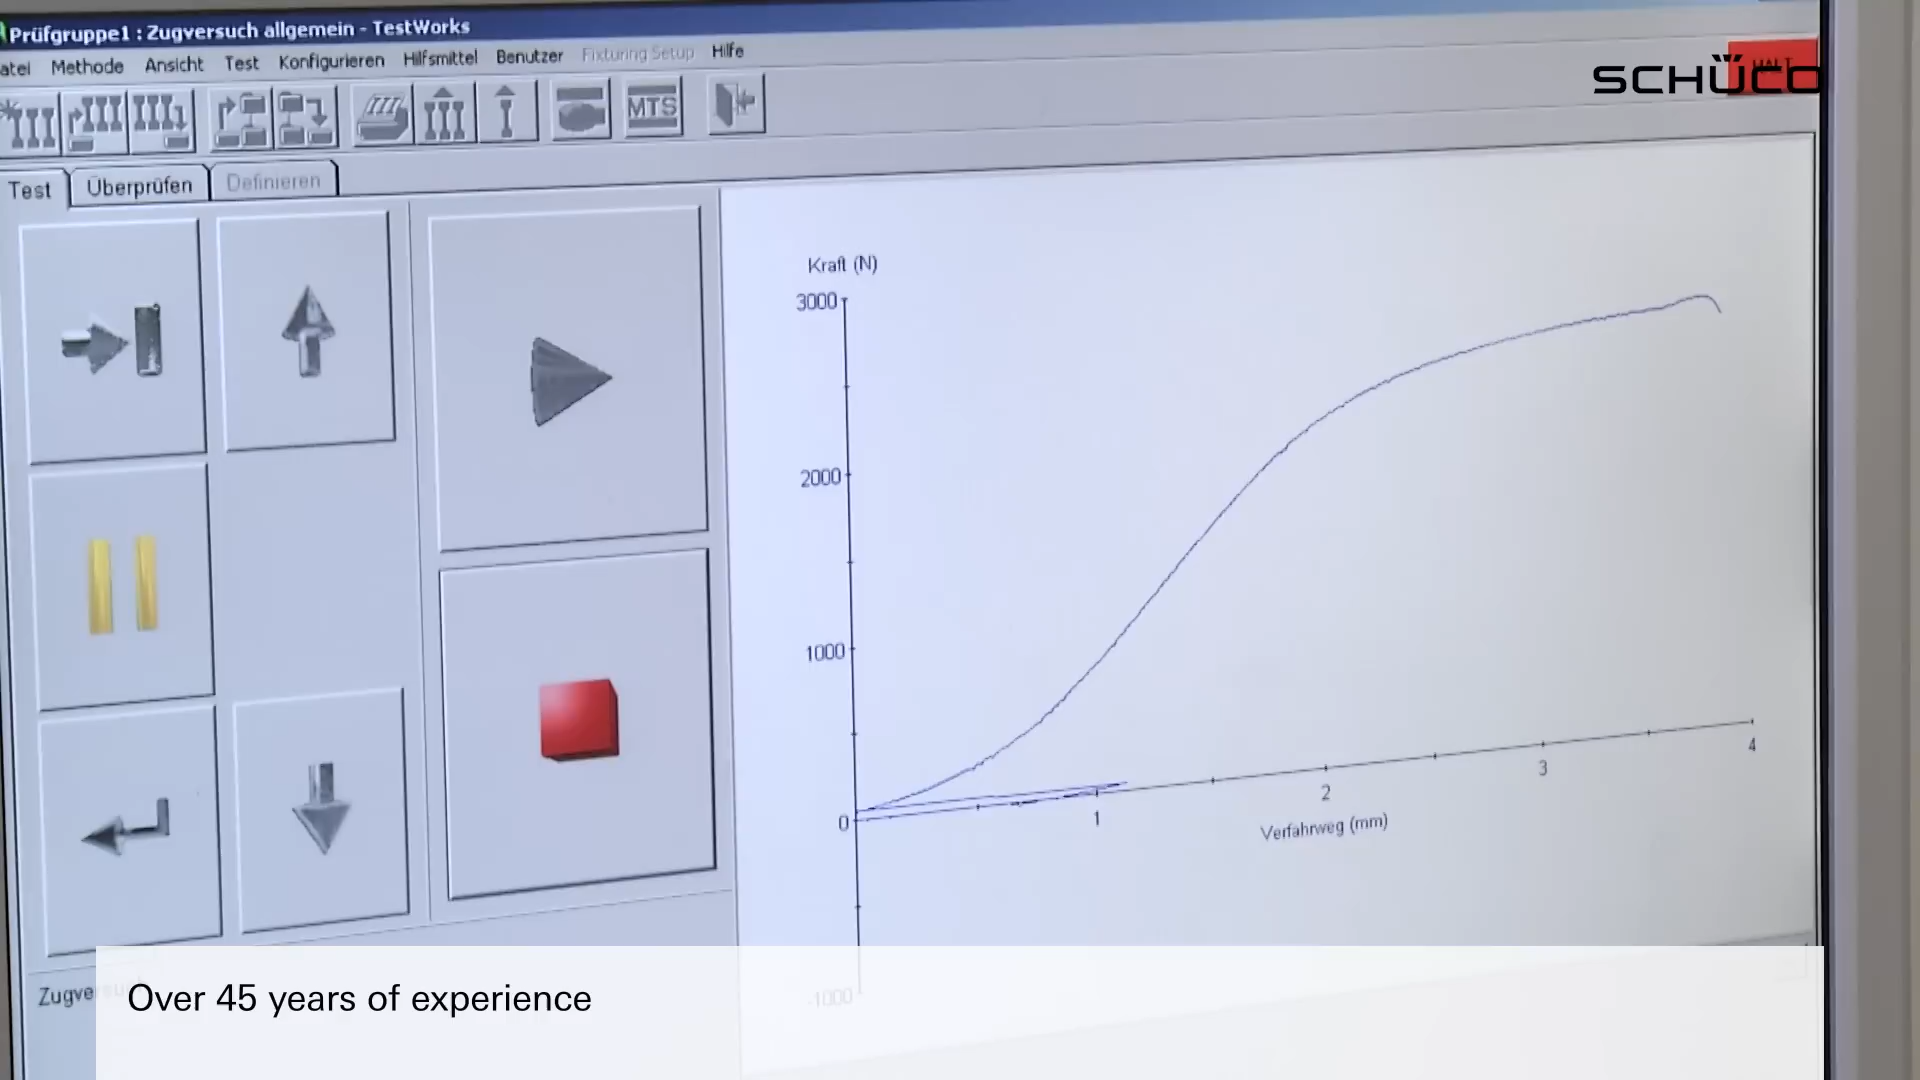 Prüfgruppe1 : Zugversuch allgemein - TestWorks
atei Methode Ansicht Test Konfigurieren Hilfsmittel Benutzer Fixturing Setup Hilfe
HALT
SCHÜCO
MTS
Test Überprüfen Definieren
Kraft (N)
3000
2000
1000
0
1
2
3
4
Verfahrweg (mm)
-1000
Zugve
Over 45 years of experience